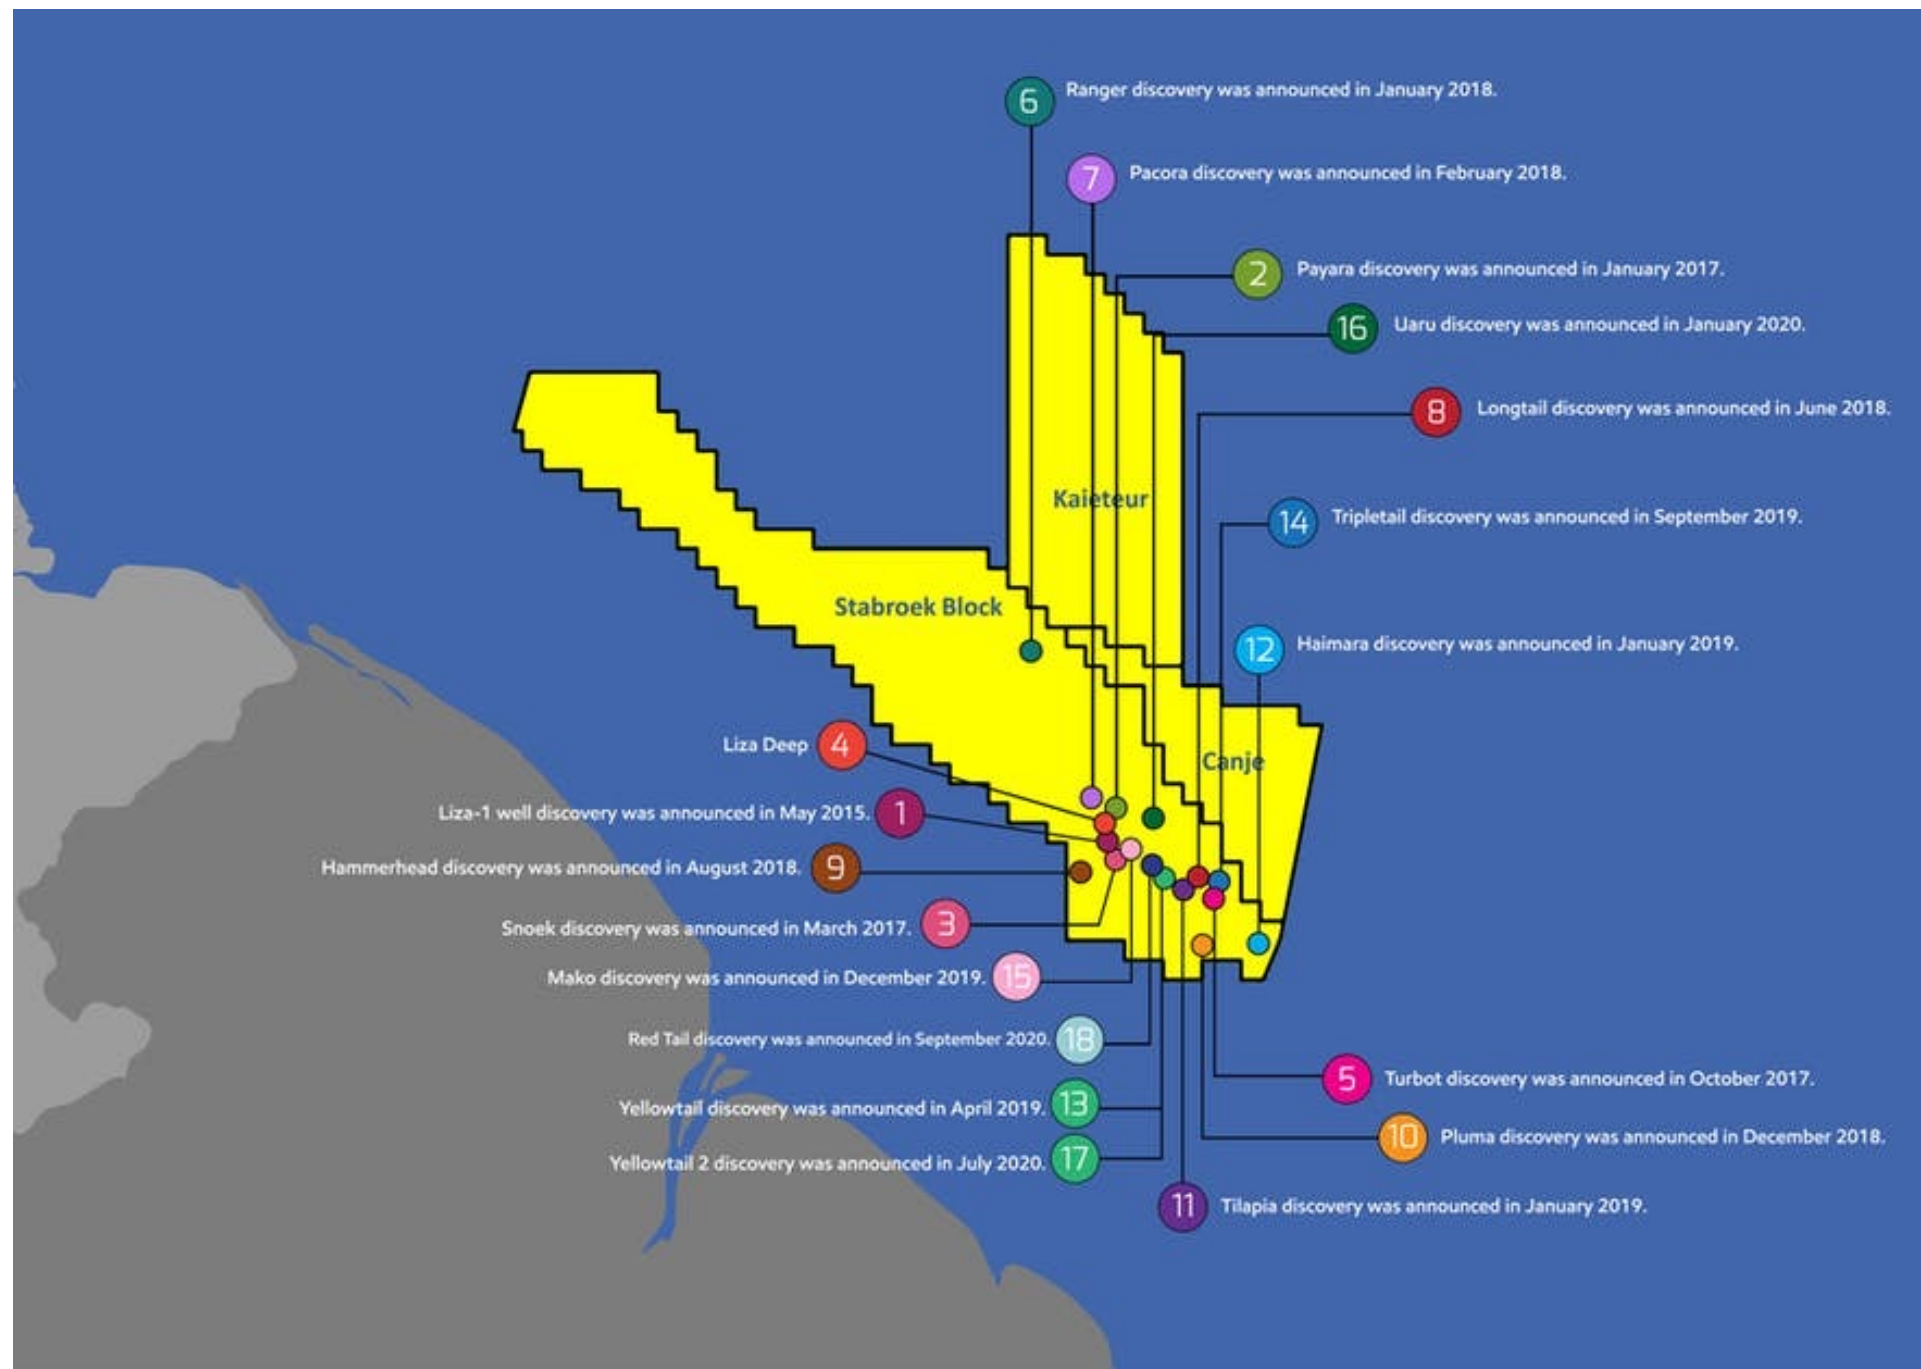 6 Ranger discovery was announced in January 2018.
7 Pacora discovery was announced in February 2018.
2 Payara discovery was announced in January 2017.
16 Uaru discovery was announced in January 2020.
8 Longtail discovery was announced in June 2018.
Kaieteur
14 Tripletail discovery was announced in September 2019.
Stabroek Block
12 Haimara discovery was announced in January 2019.
Liza Deep 4
Canje
Liza-1 well discovery was announced in May 2015. 1
Hammerhead discovery was announced in August 2018. 9
Snoek discovery was announced in March 2017. 3
Mako discovery was announced in December 2019. 15
Red Tail discovery was announced in September 2020. 18
5 Turbot discovery was announced in October 2017.
Yellowtail discovery was announced in April 2019. 13
10 Pluma discovery was announced in December 2018.
Yellowtail 2 discovery was announced in July 2020. 17
11 Tilapia discovery was announced in January 2019.